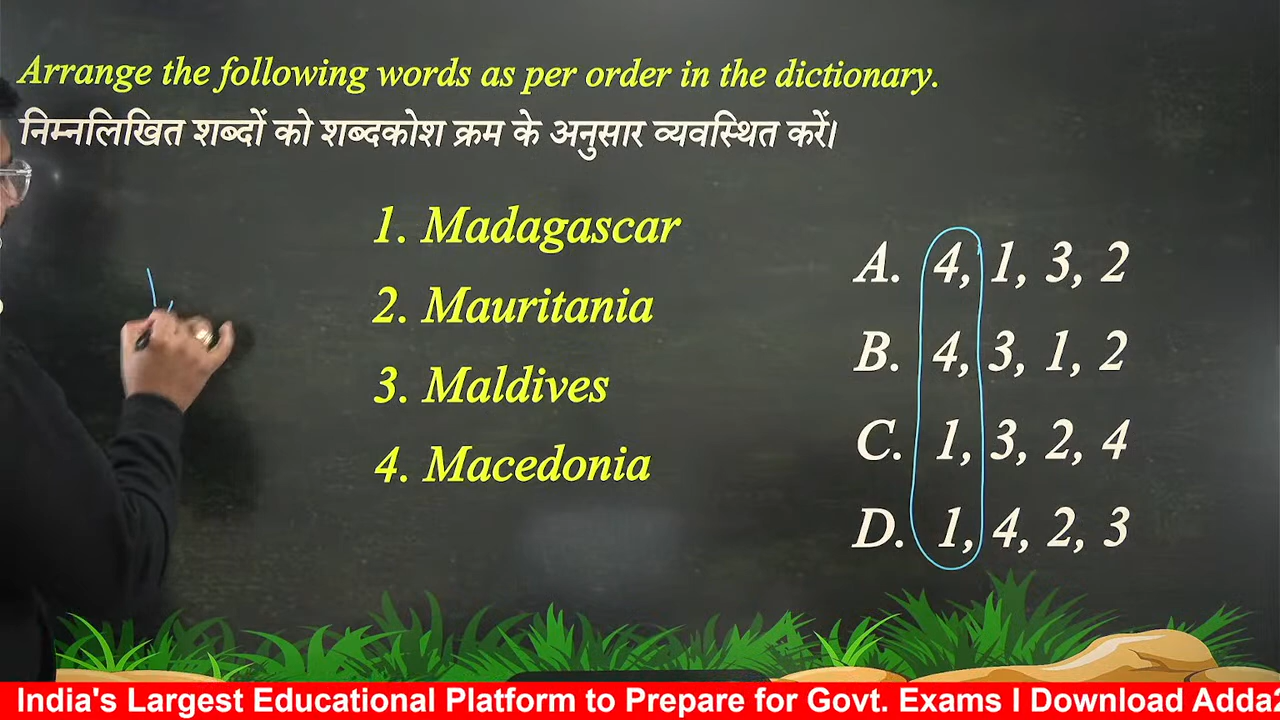 Arrange the following words as per order in the dictionary.
निम्नलिखित शब्दों को शब्दकोश क्रम के अनुसार व्यवस्थित करें।
1. Madagascar
2. Mauritania
3. Maldives
4. Macedonia
A. 4, 1, 3, 2
B. 4, 3, 1, 2
C. 1, 3, 2, 4
D. 1, 4, 2, 3
India's Largest Educational Platform to Prepare for Govt. Exams I Download Adda2